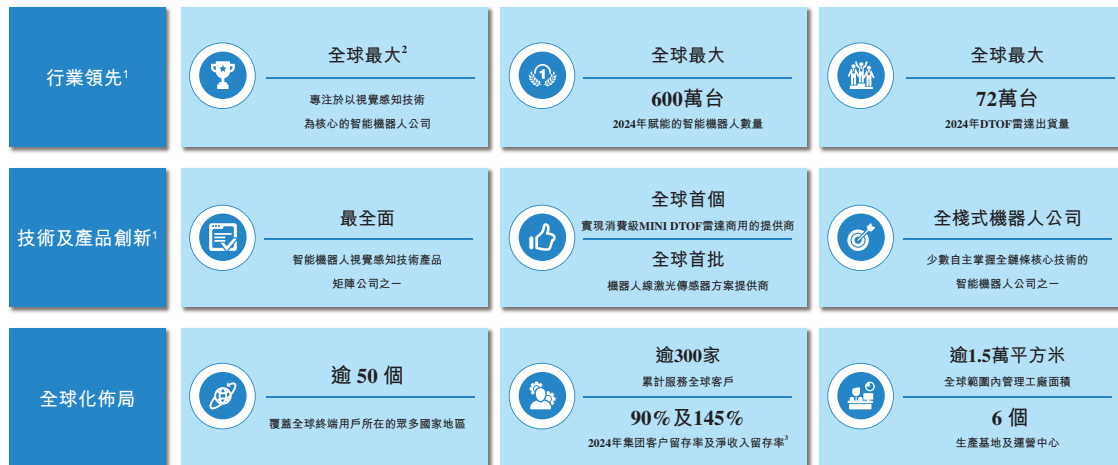 行業領先1
全球最大2
專注於以視覺感知技術
為核心的智能機器人公司
全球最大
600萬台
2024年賦能的智能機器人數量
全球最大
72萬台
2024年DTOF雷達出貨量
技術及產品創新1
最全面
智能機器人視覺感知技術產品
矩陣公司之一
全球首個
實現消費級MINI DTOF雷達商用的提供商
全球首批
機器人線激光傳感器方案提供商
全棧式機器人公司
少數自主掌握全鏈條核心技術的
智能機器人公司之一
全球化佈局
逾 50 個
覆蓋全球終端用戶所在的眾多國家地區
逾300家
累計服務全球客戶
90%及145%
2024年集团客户留存率及淨收入留存率3
逾1.5萬平方米
全球範圍內管理工廠面積
6 個
生產基地及運營中心